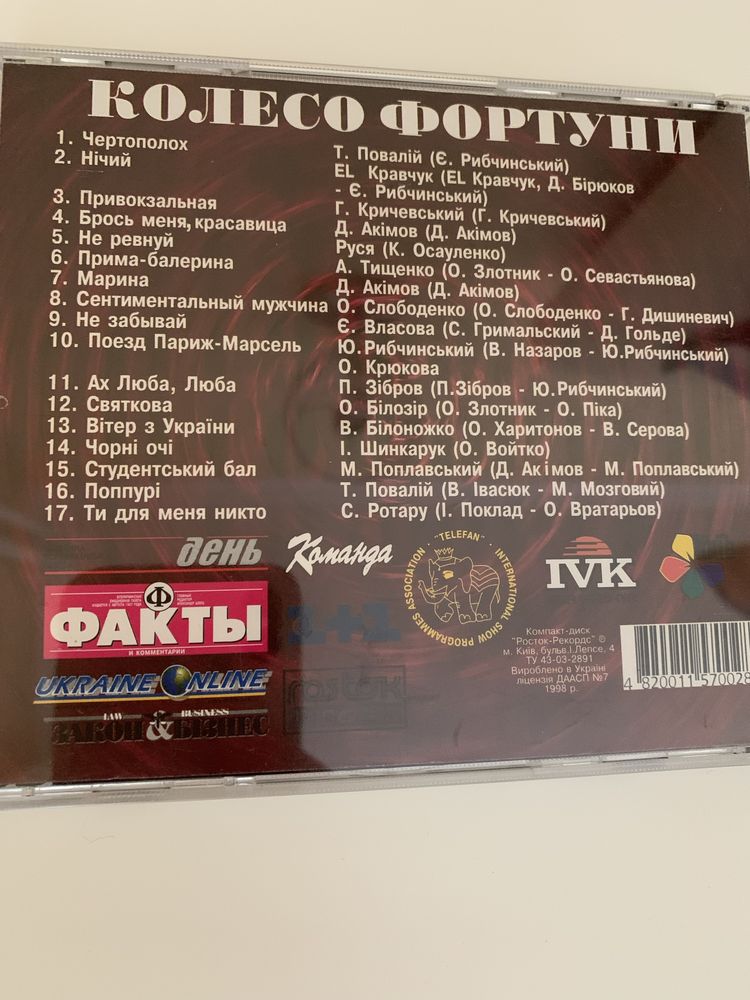 КОЛЕСО ФОРТУНИ
1. Чертополох Т. Повалій (Є. Рибчинський)
2. Нічий EL Кравчук (EL Кравчук, Д. Бірюков
- Є. Рибчинський)
3. Привокзальная Г. Кричевський (Г. Кричевський)
4. Брось меня, красавица Д. Акімов (Д. Акімов)
5. Не ревнуй Руся (К. Осауленко)
6. Прима-балерина А. Тищенко (О. Злотник - О. Севастьянова)
7. Марина Д. Акімов (Д. Акімов)
8. Сентиментальный мужчина О. Слободенко (О. Слободенко - Г. Дишиневич)
9. Не забывай Є. Власова (С. Гримальский - Д. Гольде)
10. Поезд Париж-Марсель Ю.Рибчинський (В. Назаров - Ю.Рибчинський)
О. Крюкова
11. Ах Люба, Люба П. Зібров (П.Зібров - Ю.Рибчинський)
12. Святкова О. Білозір (О. Злотник - О. Піка)
13. Вітер з України В. Білоножко (О. Харитонов - В. Серова)
14. Чорні очі І. Шинкарук (О. Войтко)
15. Студентський бал М. Поплавський (Д. Акімов - М. Поплавський)
16. Поппурі Т. Повалій (В. Івасюк - М. Мозговий)
17. Ти для меня никто С. Ротару (І. Поклад - О. Вратарьов)
день
Команда
"TELEFAN" · INTERNATIONAL SHOW PROGRAMMES ASSOCIATION ·
IVK
Ф
ФАКТЫ
И КОММЕНТАРИИ
1+1
UKRAINE ONLINE
РОСТОК
LAW BUSINESS
ЗАКОН & БІЗНЕС
Компакт-диск
"Росток-Рекордс" ©
м. Київ, бульв.І.Лепсе, 4
ТУ 43-03-2891
Вироблено в Україні
ліцензія ДААСП №7
1998 р.
4 820011 570028